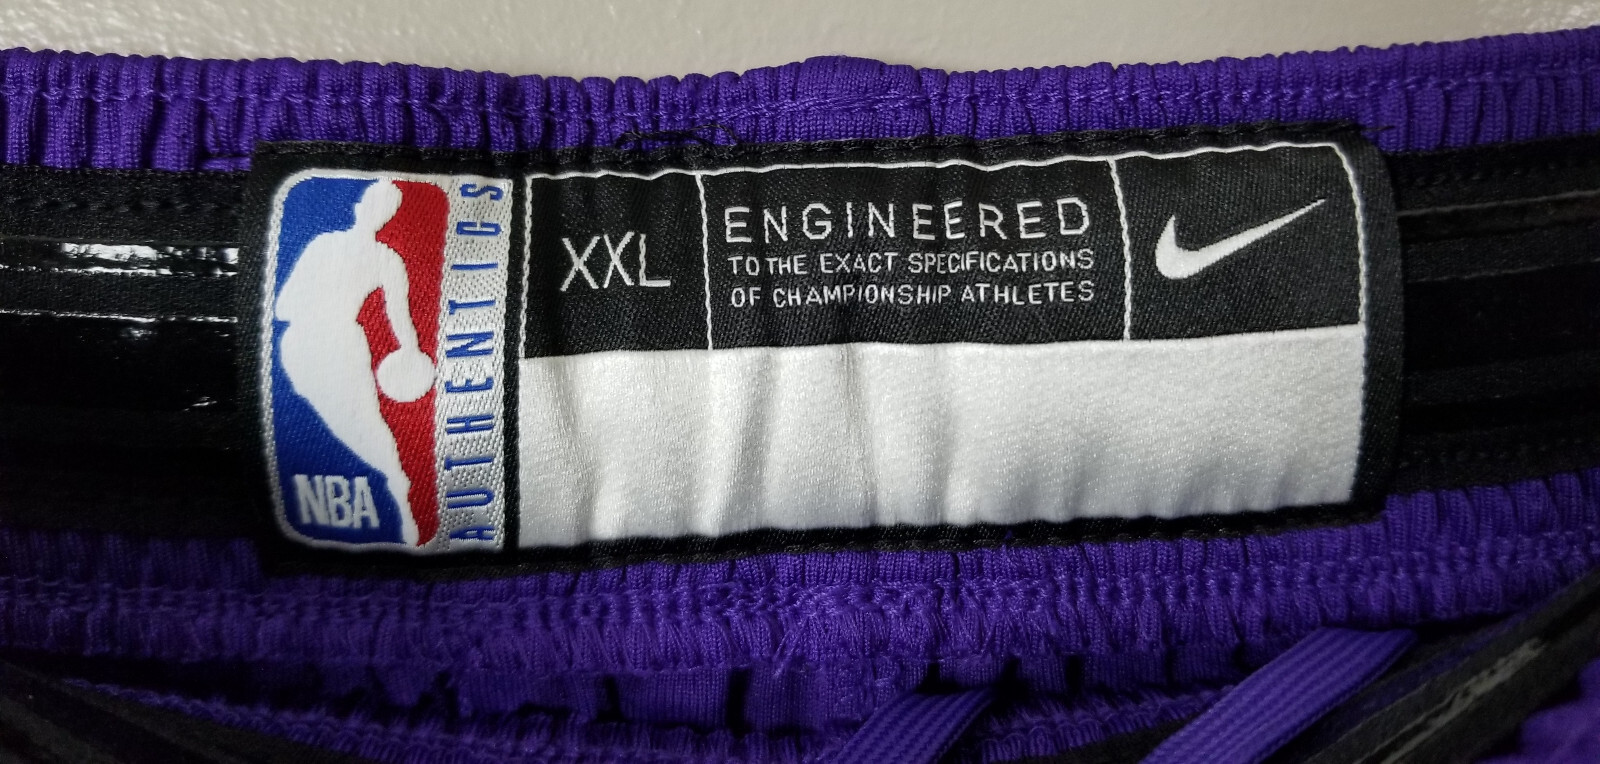 NBA
AUTHENTICS
XXL
ENGINEERED
TO THE EXACT SPECIFICATIONS
OF CHAMPIONSHIP ATHLETES